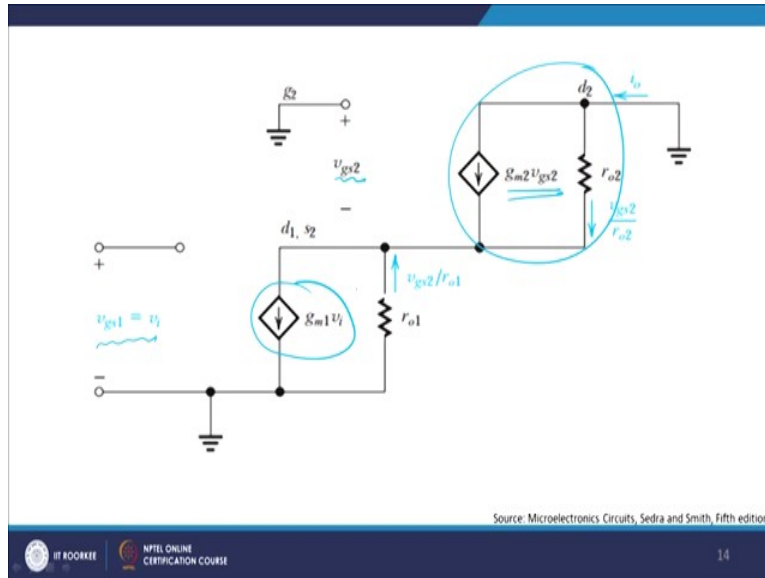 g2
+
vgs2
−
d1, s2
d2
io
gm2vgs2
ro2
vgs2
ro2
+
vgs1 = vi
−
gm1vi
vgs2/ro1
ro1
Source: Microelectronics Circuits, Sedra and Smith, Fifth edition
IIT ROORKEE
NPTEL ONLINE
CERTIFICATION COURSE
14